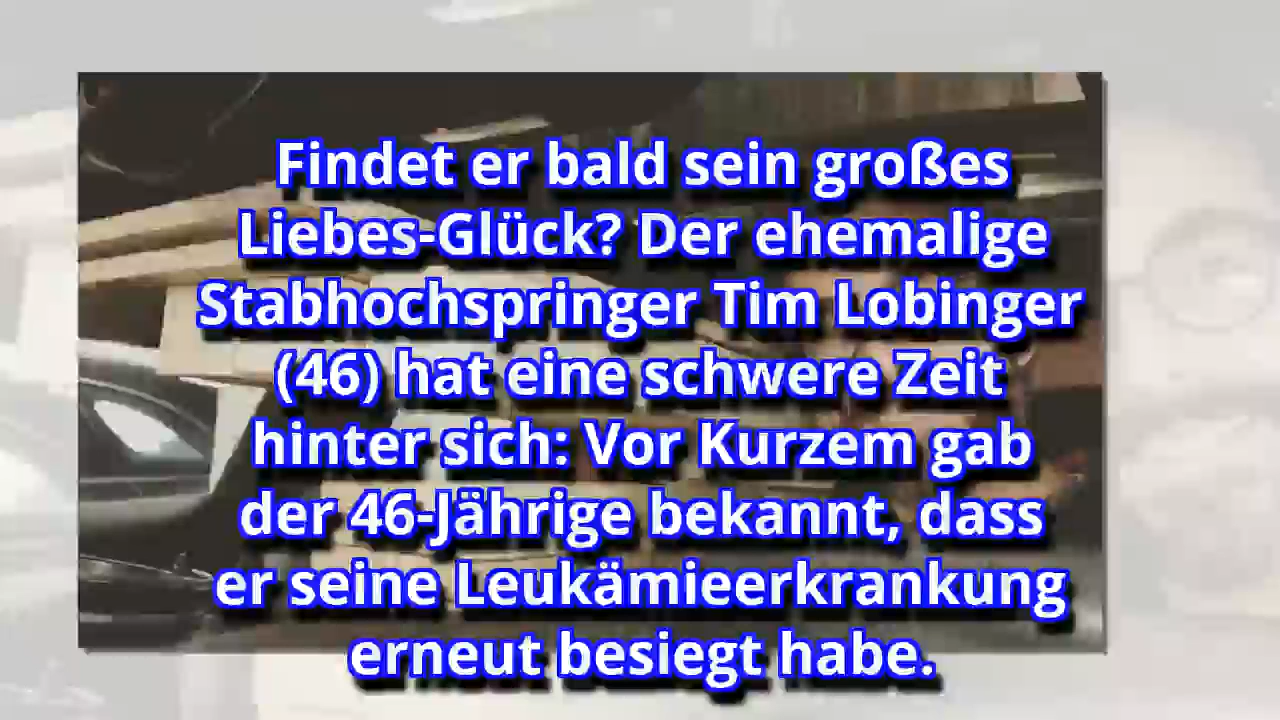 Findet er bald sein großes
Liebes-Glück? Der ehemalige
Stabhochspringer Tim Lobinger
(46) hat eine schwere Zeit
hinter sich: Vor Kurzem gab
der 46-Jährige bekannt, dass
er seine Leukämieerkrankung
erneut besiegt habe.